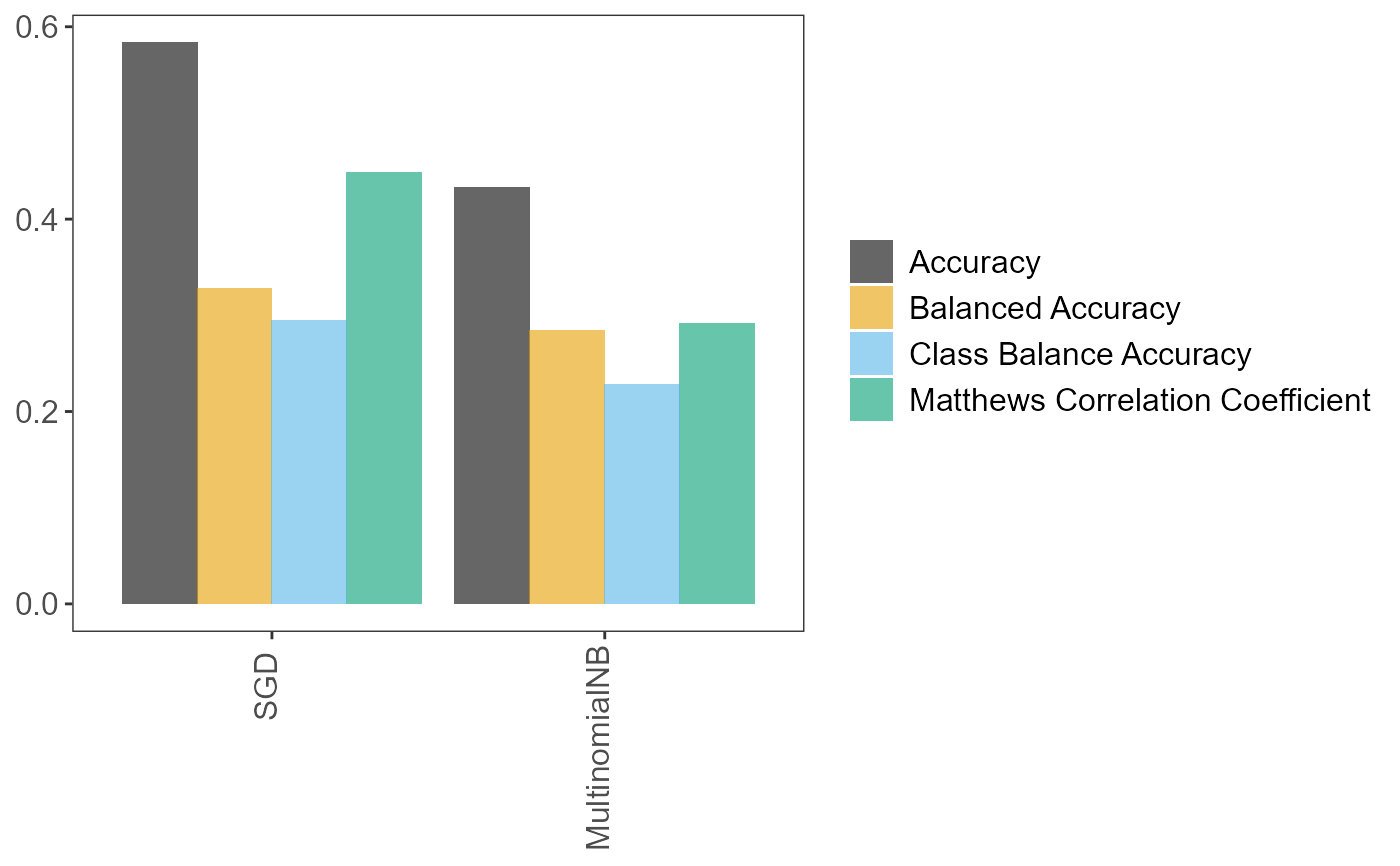 0.6
0.4
0.2
0.0
SGD
MultinomialNB
Accuracy
Balanced Accuracy
Class Balance Accuracy
Matthews Correlation Coefficient